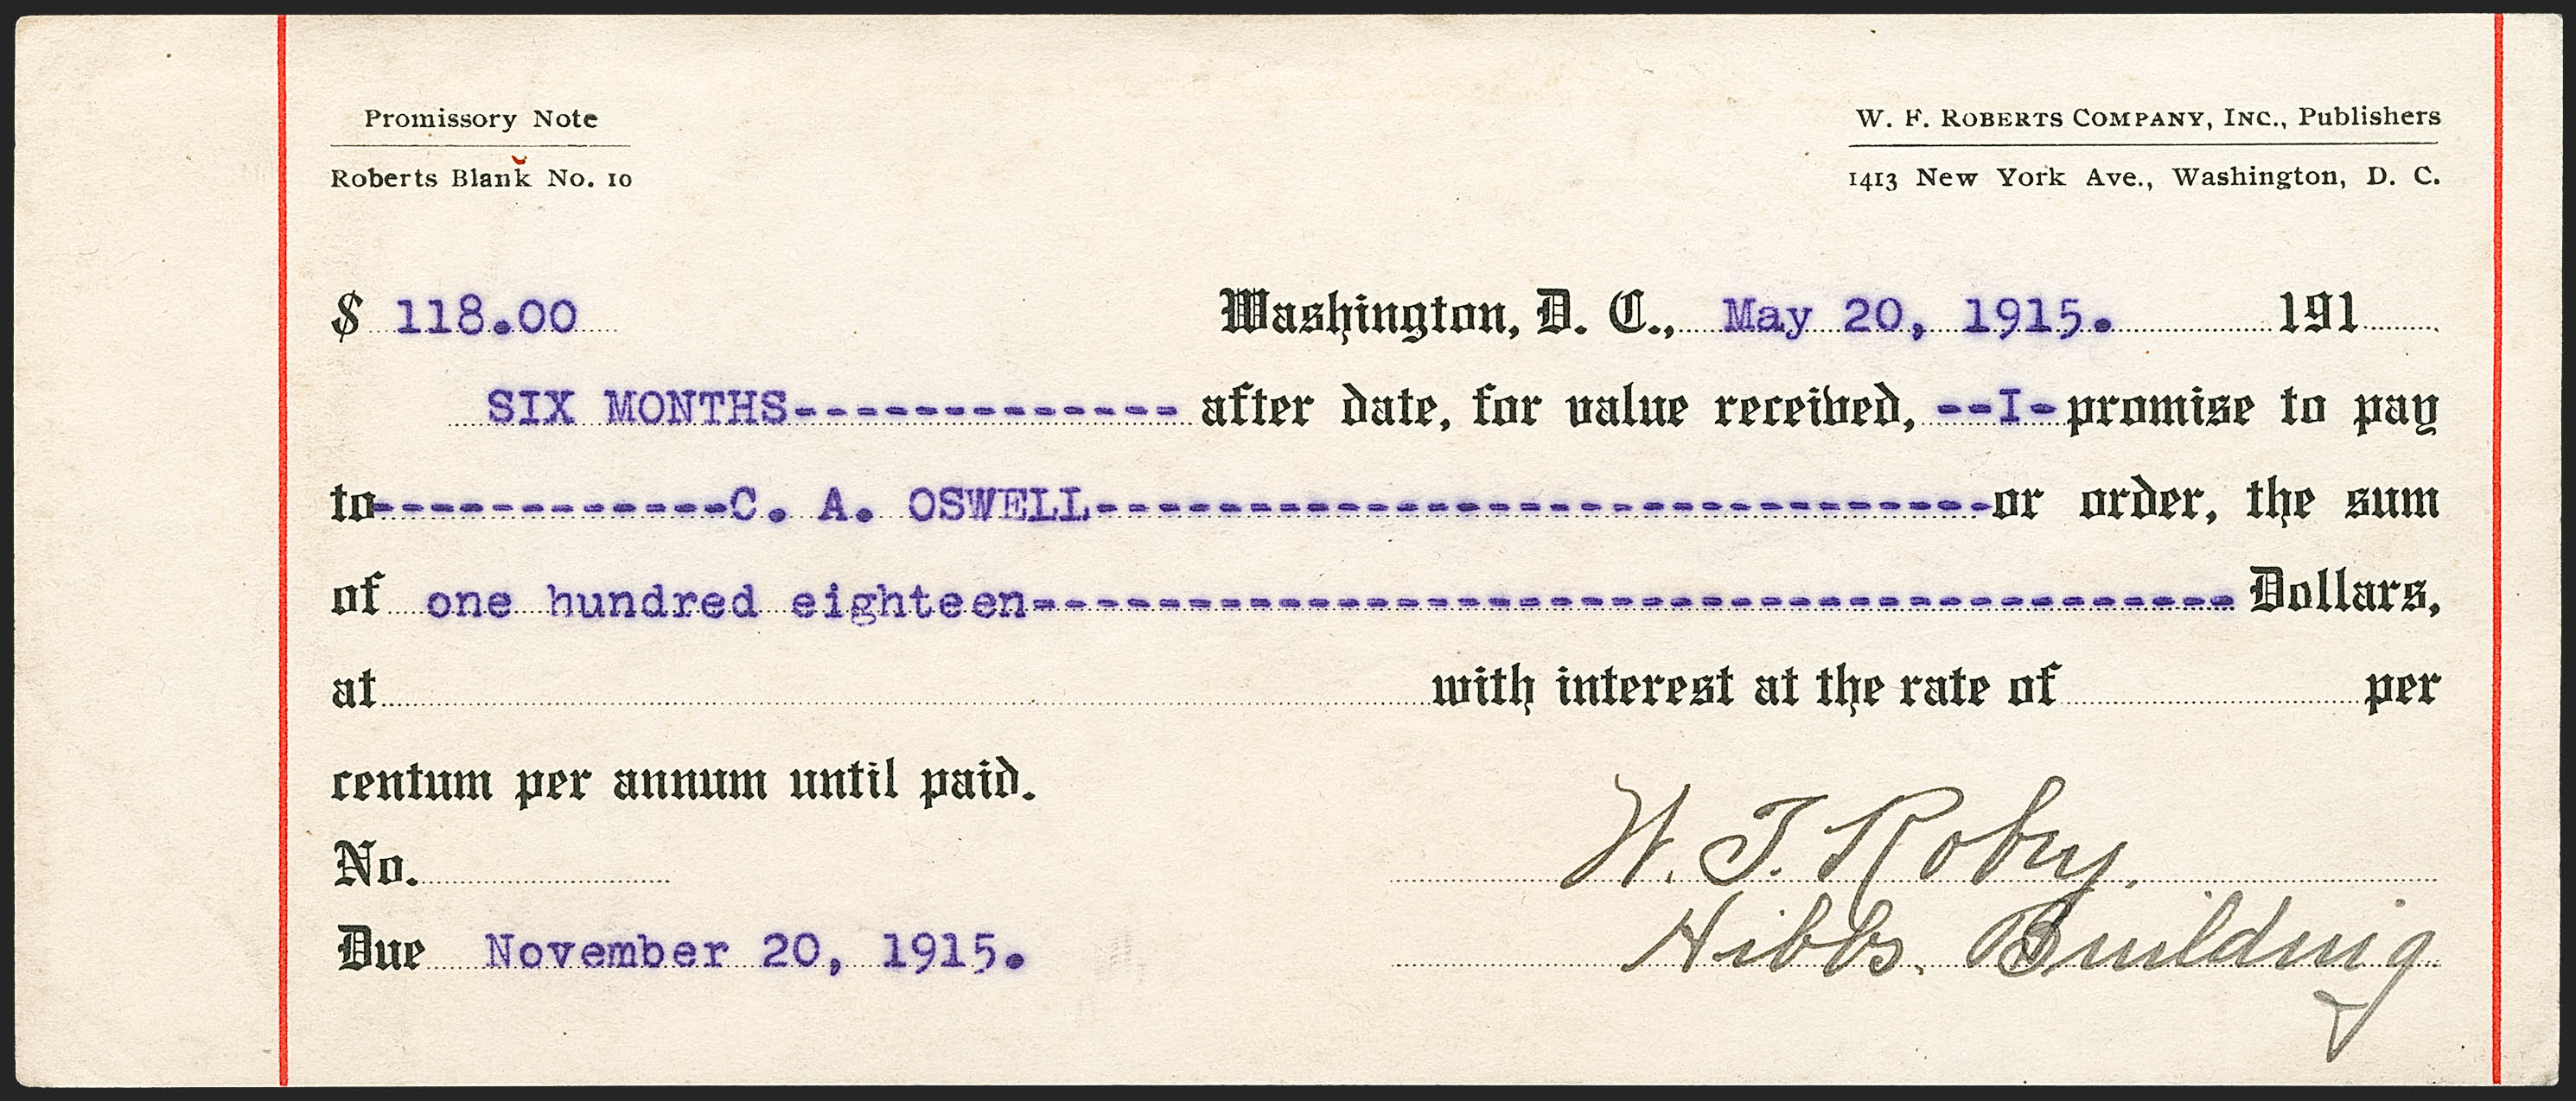 Promissory Note
Roberts Blank No. 10
W. F. ROBERTS COMPANY, INC., Publishers
1413 New York Ave., Washington, D. C.
$ 118.00 Washington, D. C., May 20, 1915. 191
SIX MONTHS-------------- after date, for value received, --I- promise to pay
to------------C. A. OSWELL------------------------------or order, the sum
of one hundred eighteen---------------------------------------- Dollars,
at with interest at the rate of per
centum per annum until paid.
No.
W. T. Roby.
Due November 20, 1915.
Hibbs. Building